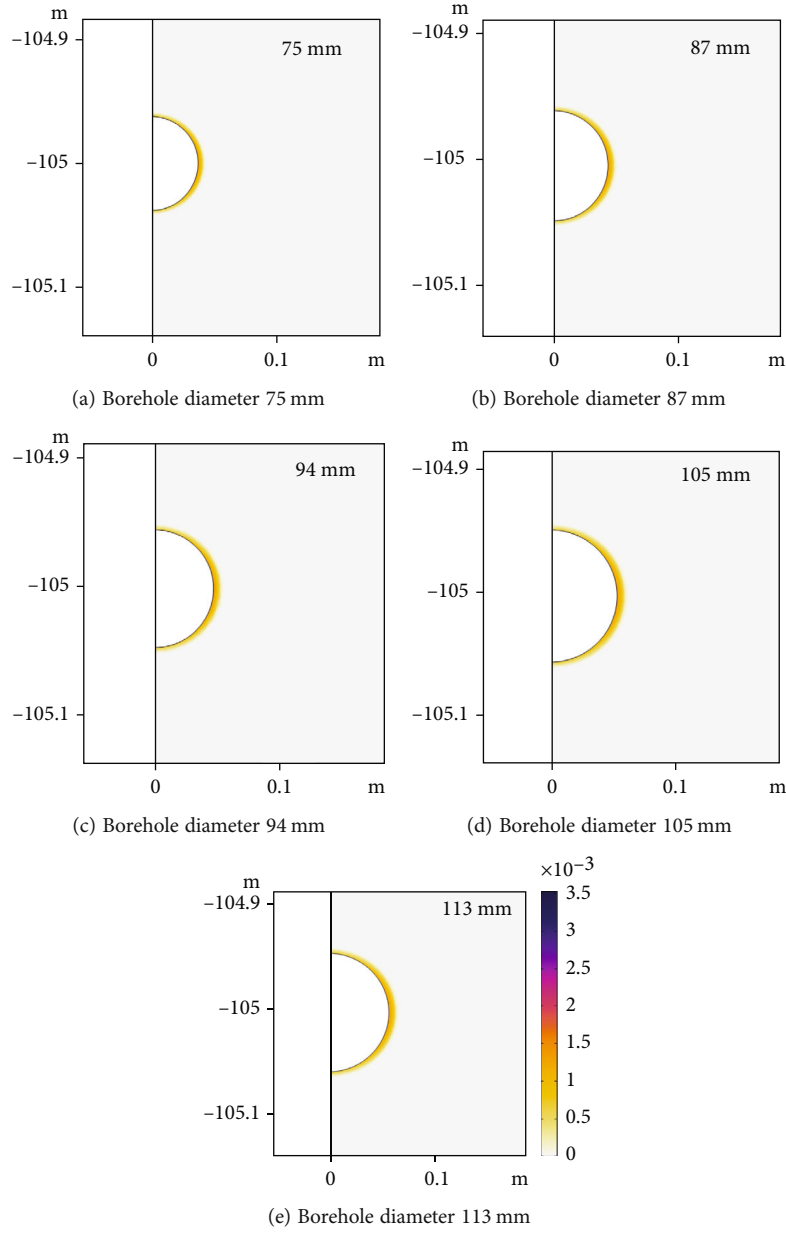 m
−104.9
75 mm
−105
−105.1
0
0.1
m
(a) Borehole diameter 75 mm
m
−104.9
87 mm
−105
−105.1
0
0.1
m
(b) Borehole diameter 87 mm
m
−104.9
94 mm
−105
−105.1
0
0.1
m
(c) Borehole diameter 94 mm
m
−104.9
105 mm
−105
−105.1
0
0.1
m
(d) Borehole diameter 105 mm
m
−104.9
113 mm
−105
−105.1
0
0.1
m
×10−3
3.5
3
2.5
2
1.5
1
0.5
0
(e) Borehole diameter 113 mm